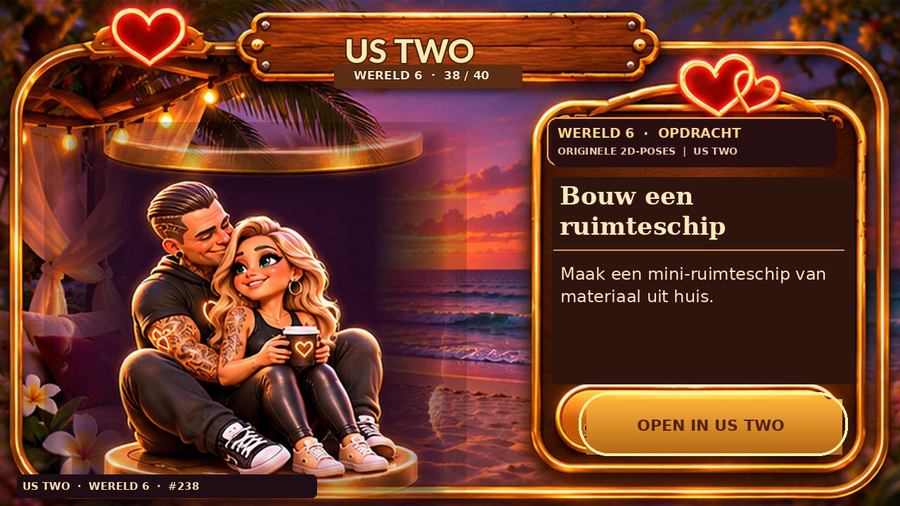 US TWO
WERELD 6 · 38 / 40
WERELD 6 · OPDRACHT
ORIGINELE 2D-POSES | US TWO
Bouw een
ruimteschip
Maak een mini-ruimteschip van
materiaal uit huis.
OPEN IN US TWO
US TWO · WERELD 6 · #238